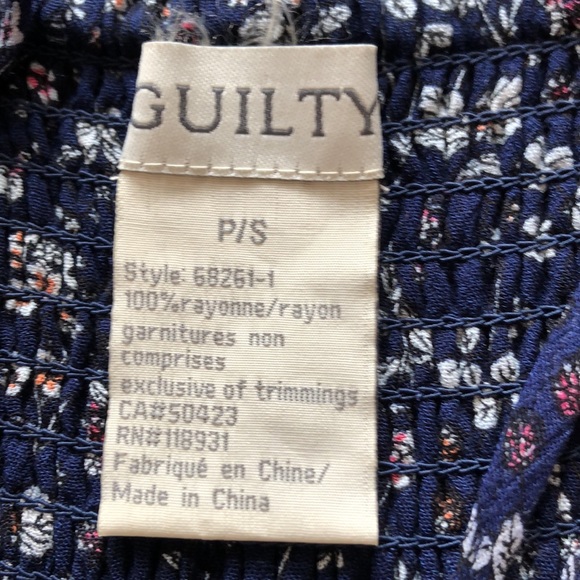 GUILTY
P/S
Style: 68261-1
100%rayonne/rayon
garnitures non
comprises
exclusive of trimmings
CA#50423
RN#118931
Fabriqué en Chine/
Made in China